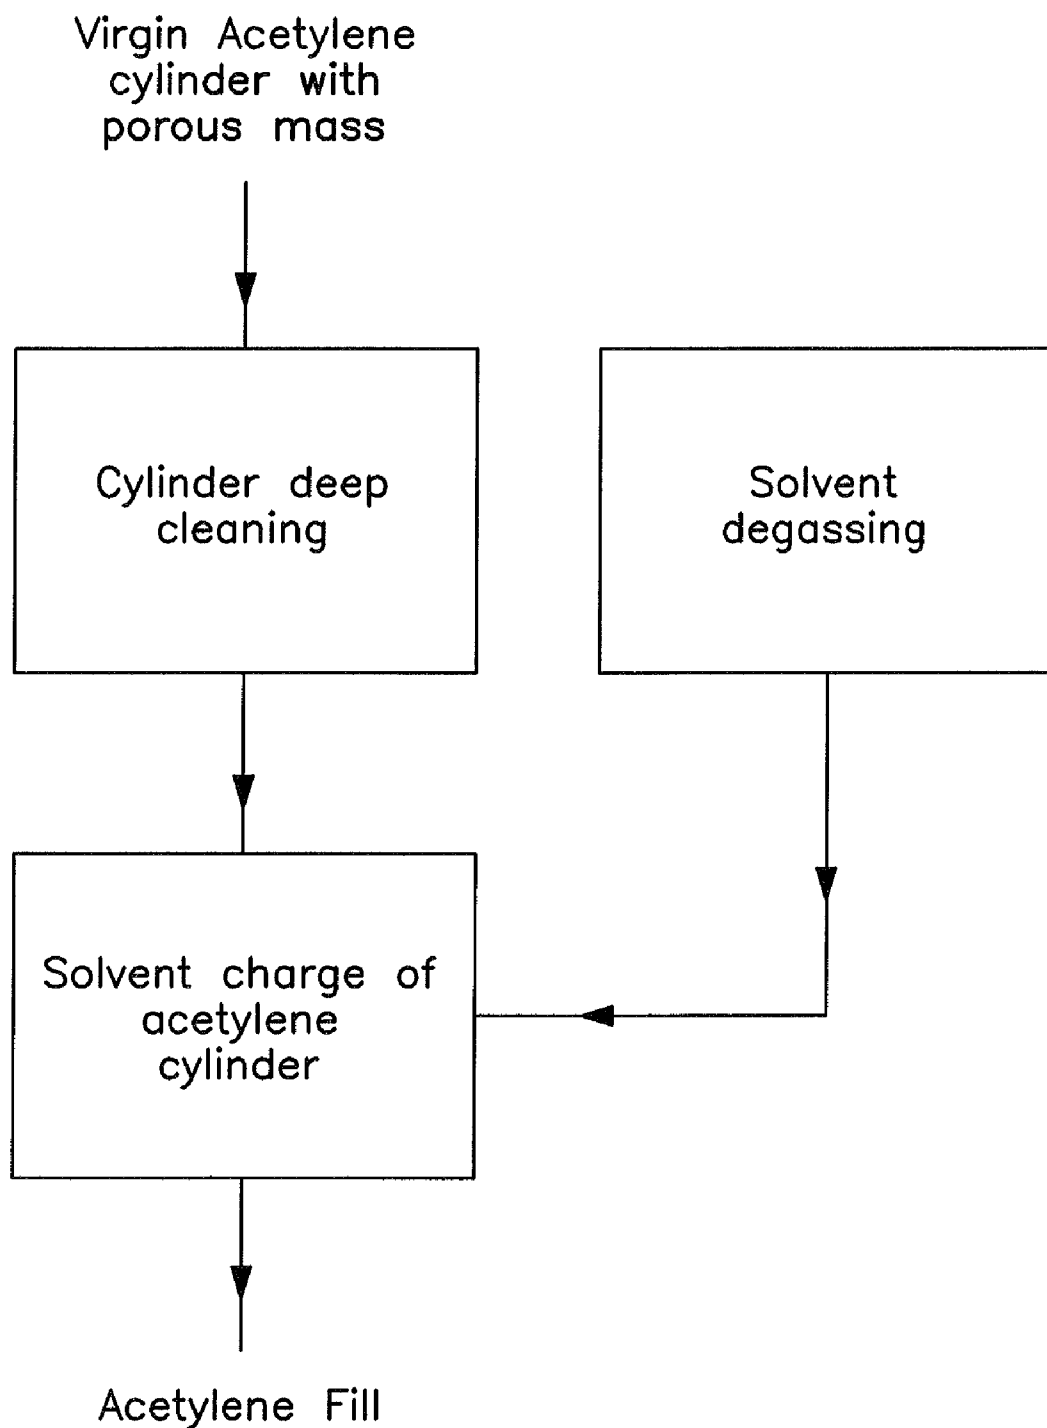 Virgin Acetylene
cylinder with
porous mass
Cylinder deep
cleaning
Solvent
degassing
Solvent charge of
acetylene
cylinder
Acetylene Fill